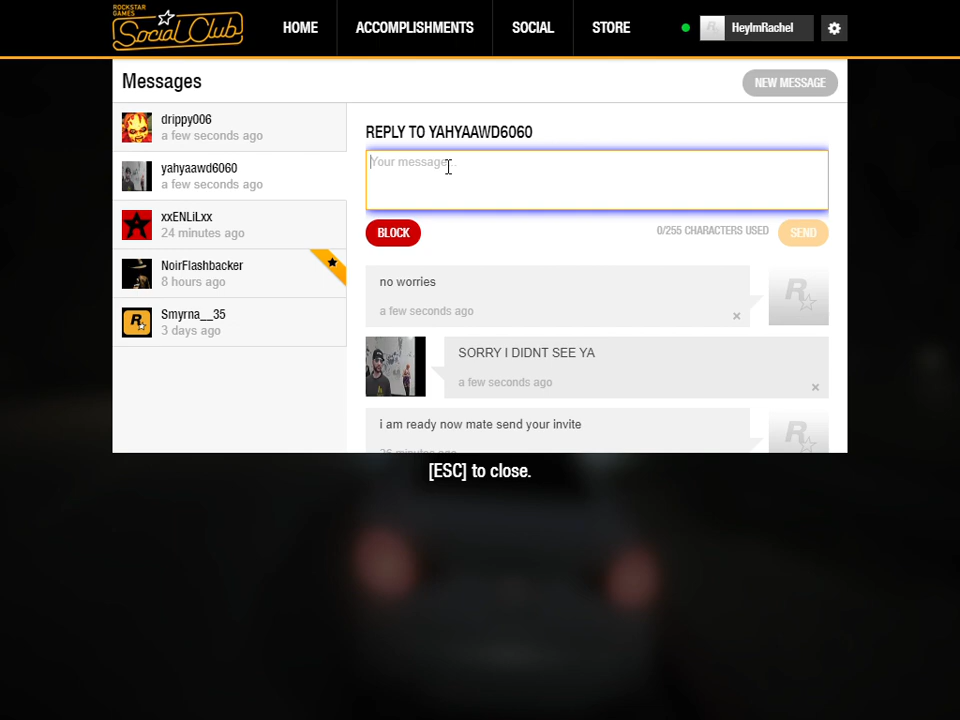 ROCKSTAR
GAMES
Social Club
HOME
ACCOMPLISHMENTS
SOCIAL
STORE
HeyImRachel
Messages
NEW MESSAGE
drippy006
a few seconds ago
yahyaawd6060
a few seconds ago
xxENLiLxx
24 minutes ago
NoirFlashbacker
8 hours ago
Smyrna__35
3 days ago
REPLY TO YAHYAAWD6060
Your message...
BLOCK
0/255 CHARACTERS USED
SEND
no worries
a few seconds ago
SORRY I DIDNT SEE YA
a few seconds ago
i am ready now mate send your invite
[ESC] to close.